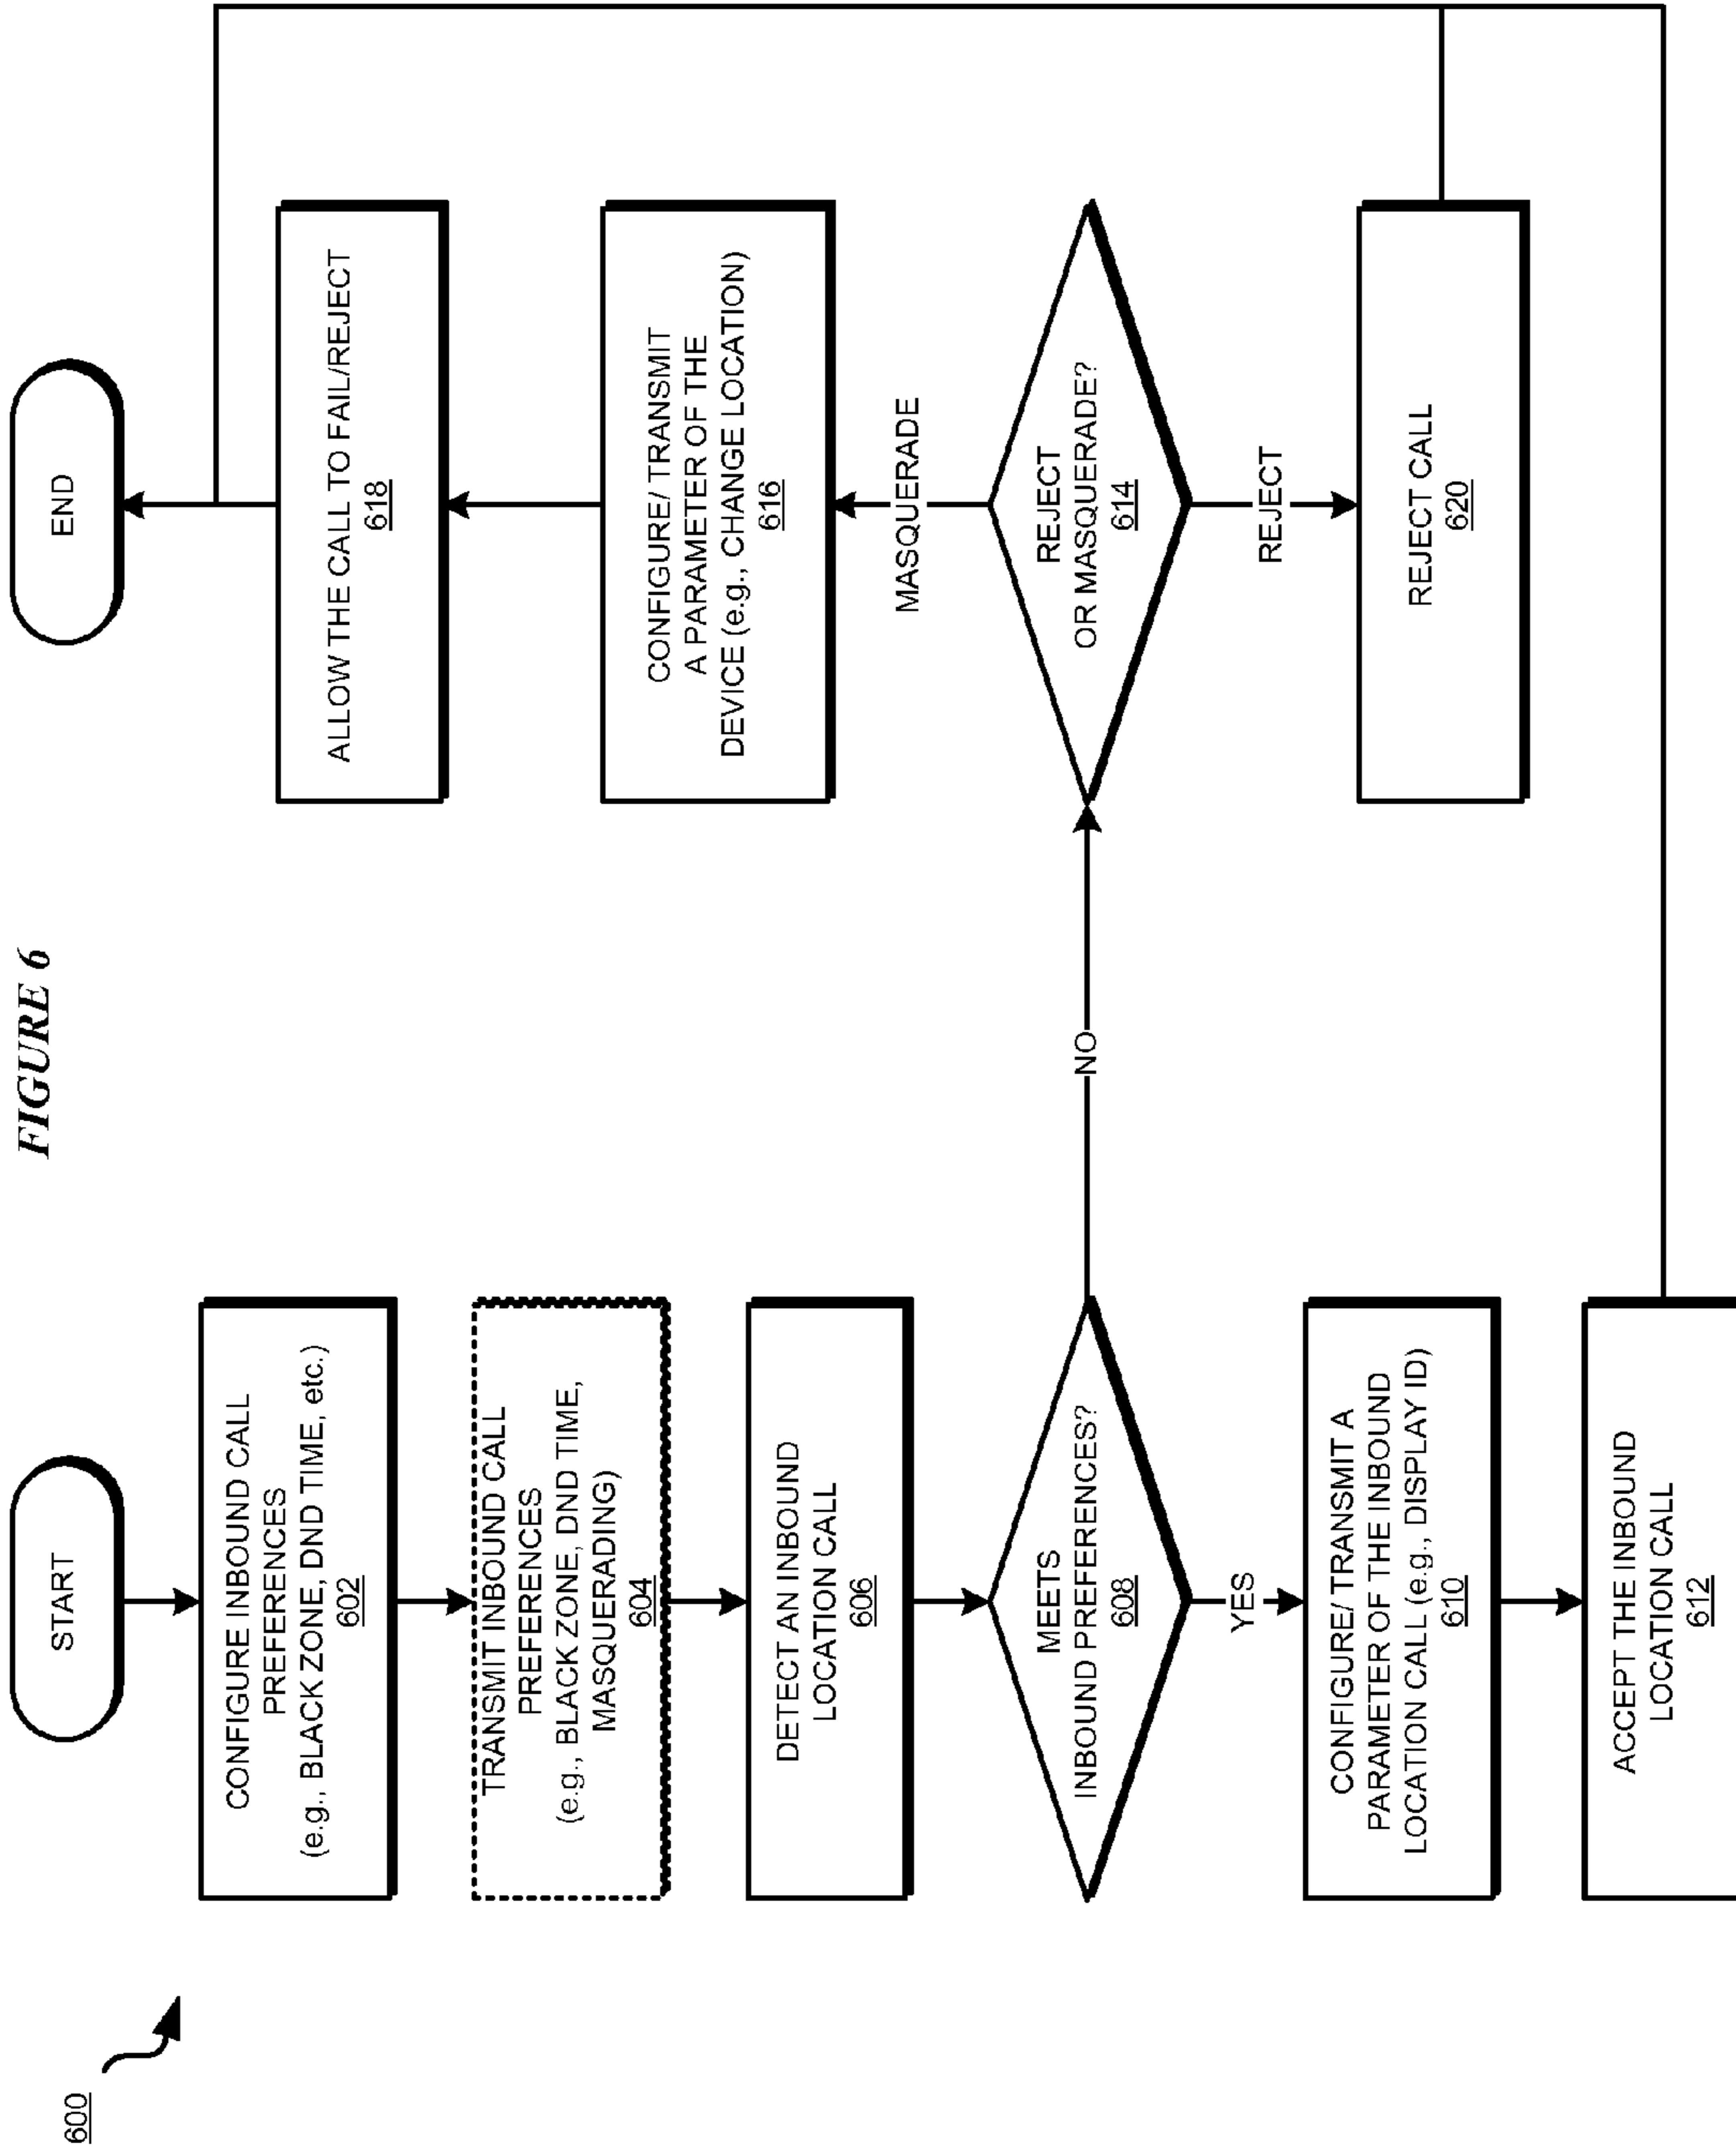 600
START
CONFIGURE INBOUND CALL
PREFERENCES
(e.g., BLACK ZONE, DND TIME, etc.)
602
TRANSMIT INBOUND CALL
PREFERENCES
(e.g., BLACK ZONE, DND TIME,
MASQUERADING)
604
DETECT AN INBOUND
LOCATION CALL
606
MEETS
INBOUND PREFERENCES?
608
YES
CONFIGURE/ TRANSMIT A
PARAMETER OF THE INBOUND
LOCATION CALL (e.g., DISPLAY ID)
610
ACCEPT THE INBOUND
LOCATION CALL
612
FIGURE 6
NO
END
ALLOW THE CALL TO FAIL/REJECT
618
CONFIGURE/ TRANSMIT
A PARAMETER OF THE
DEVICE (e.g., CHANGE LOCATION)
616
MASQUERADE
REJECT
OR MASQUERADE?
614
REJECT
REJECT CALL
620